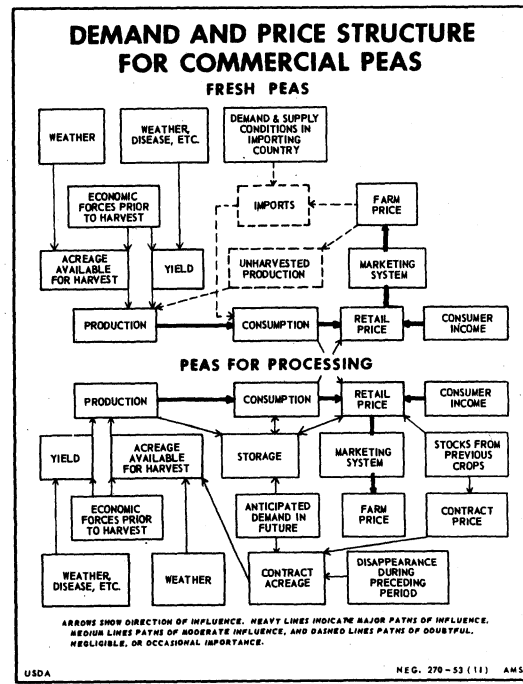 DEMAND AND PRICE STRUCTURE
FOR COMMERCIAL PEAS
FRESH PEAS
WEATHER
WEATHER,
DISEASE, ETC.
DEMAND & SUPPLY
CONDITIONS IN
IMPORTING
COUNTRY
ECONOMIC
FORCES PRIOR
TO HARVEST
IMPORTS
FARM
PRICE
ACREAGE
AVAILABLE
FOR HARVEST
YIELD
UNHARVESTED
PRODUCTION
MARKETING
SYSTEM
PRODUCTION
CONSUMPTION
RETAIL
PRICE
CONSUMER
INCOME
PEAS FOR PROCESSING
PRODUCTION
CONSUMPTION
RETAIL
PRICE
CONSUMER
INCOME
YIELD
ACREAGE
AVAILABLE
FOR HARVEST
STORAGE
MARKETING
SYSTEM
STOCKS FROM
PREVIOUS
CROPS
ECONOMIC
FORCES PRIOR
TO HARVEST
ANTICIPATED
DEMAND IN
FUTURE
FARM
PRICE
CONTRACT
PRICE
WEATHER,
DISEASE, ETC.
WEATHER
CONTRACT
ACREAGE
DISAPPEARANCE
DURING
PRECEDING
PERIOD
ARROWS SHOW DIRECTION OF INFLUENCE. HEAVY LINES INDICATE MAJOR PATHS OF INFLUENCE,
MEDIUM LINES PATHS OF MODERATE INFLUENCE, AND DASHED LINES PATHS OF DOUBTFUL,
NEGLIGIBLE, OR OCCASIONAL IMPORTANCE.
USDA
NEG. 270-53 (11) AMS